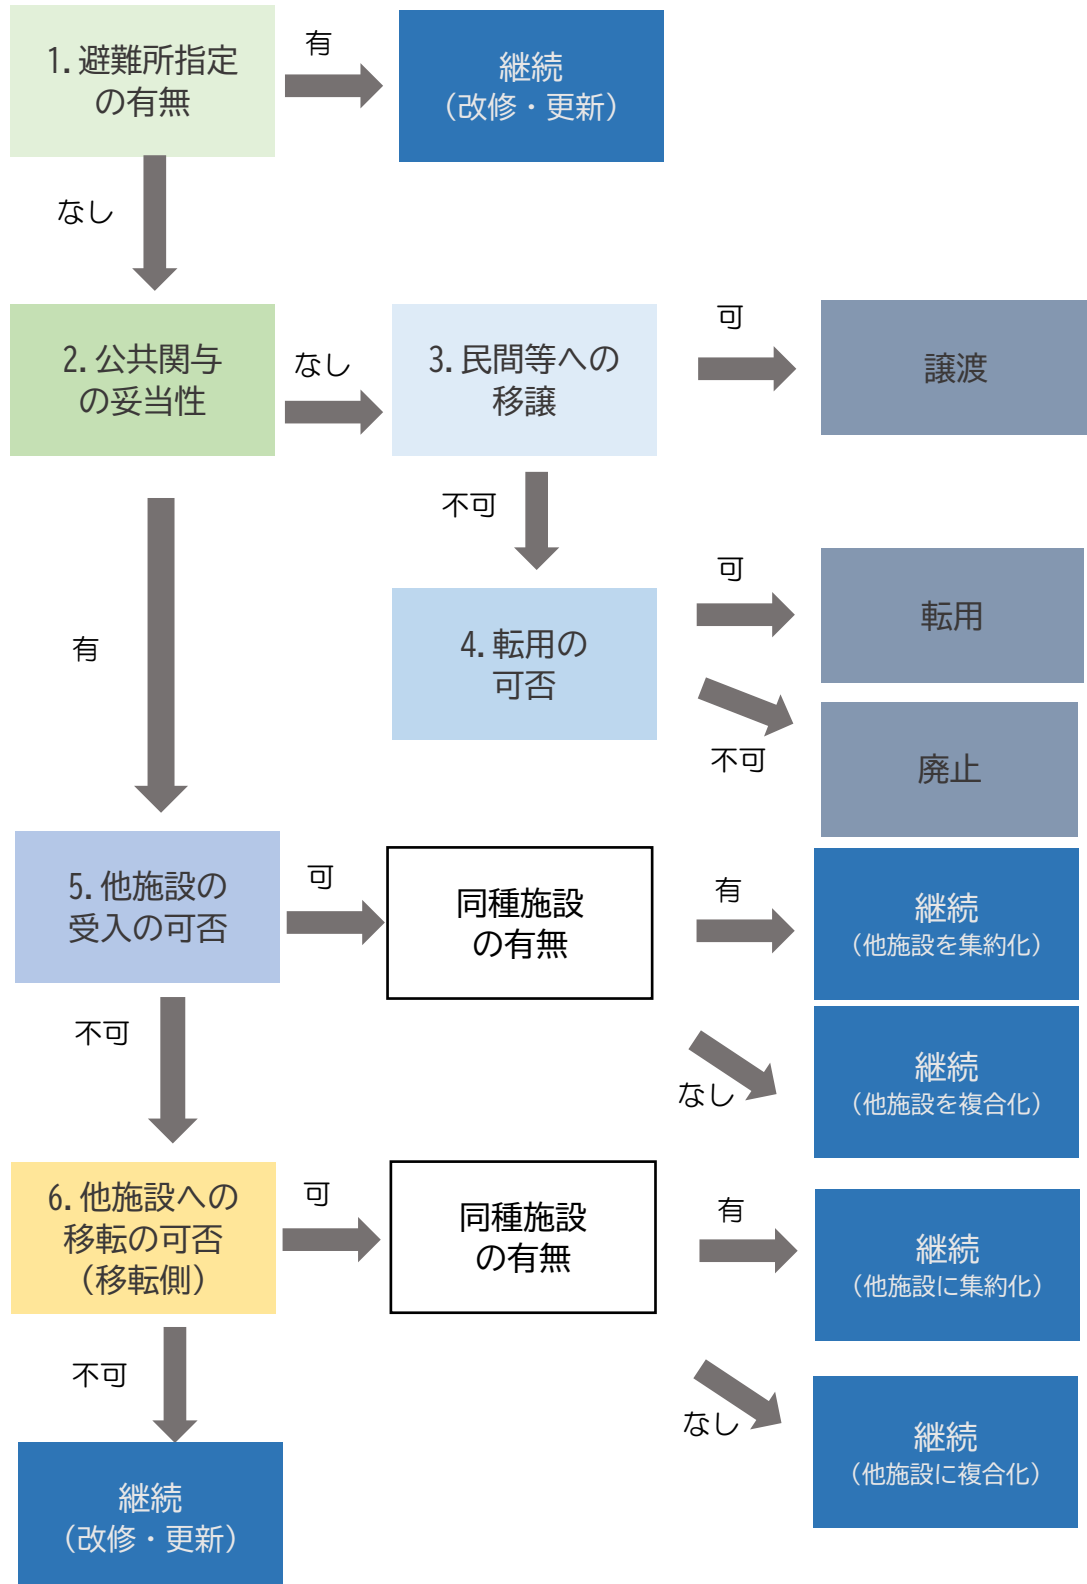 1.避難所指定
の有無
有
継続
（改修・更新）
なし
2.公共関与
の妥当性
なし
3.民間等への
移譲
可
譲渡
不可
有
4.転用の
可否
可
転用
不可
廃止
5.他施設の
受入の可否
可
同種施設
の有無
有
継続
（他施設を集約化）
なし
継続
（他施設を複合化）
不可
6.他施設への
移転の可否
（移転側）
可
同種施設
の有無
有
継続
（他施設に集約化）
なし
継続
（他施設に複合化）
不可
継続
（改修・更新）